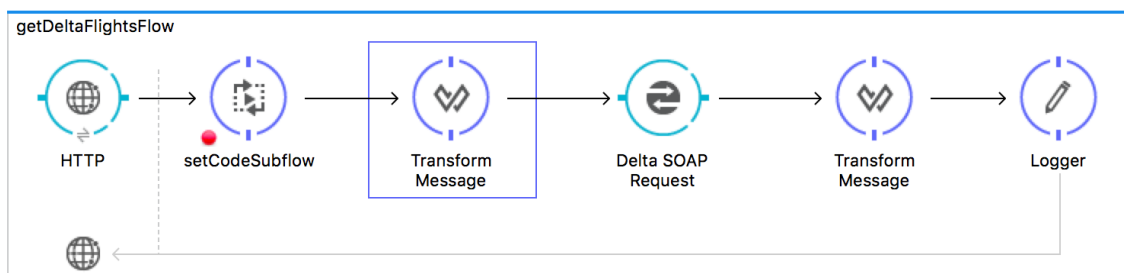 getDeltaFlightsFlow
HTTP
setCodeSubflow
Transform
Message
Delta SOAP
Request
Transform
Message
Logger